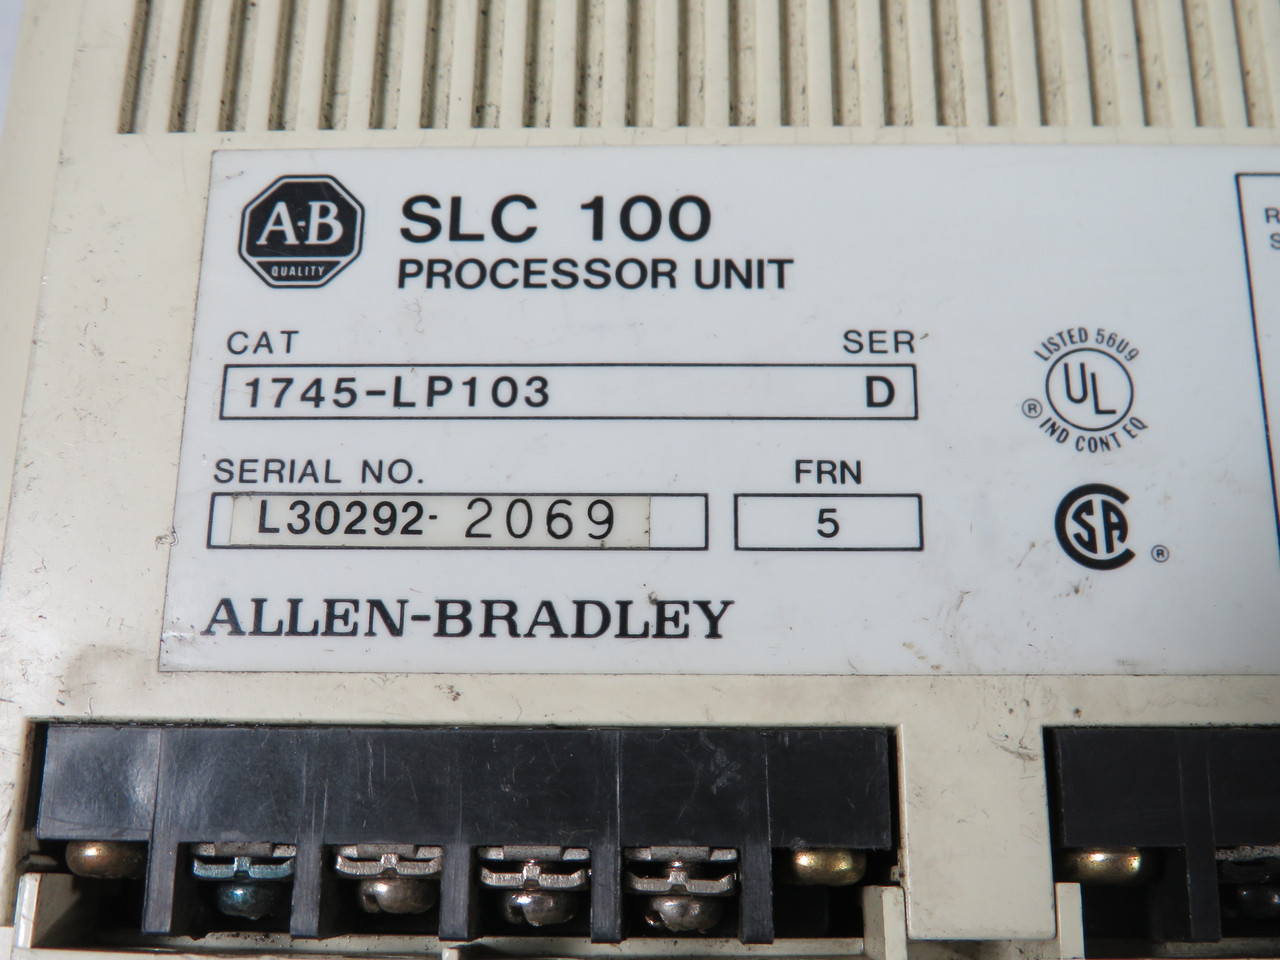 A-B
QUALITY
SLC 100
PROCESSOR UNIT
CAT SER
1745-LP103 D
SERIAL NO. FRN
L30292- 2069 5
ALLEN-BRADLEY
LISTED 56U9
UL
®
IND CONT EQ
SA ®
R
S